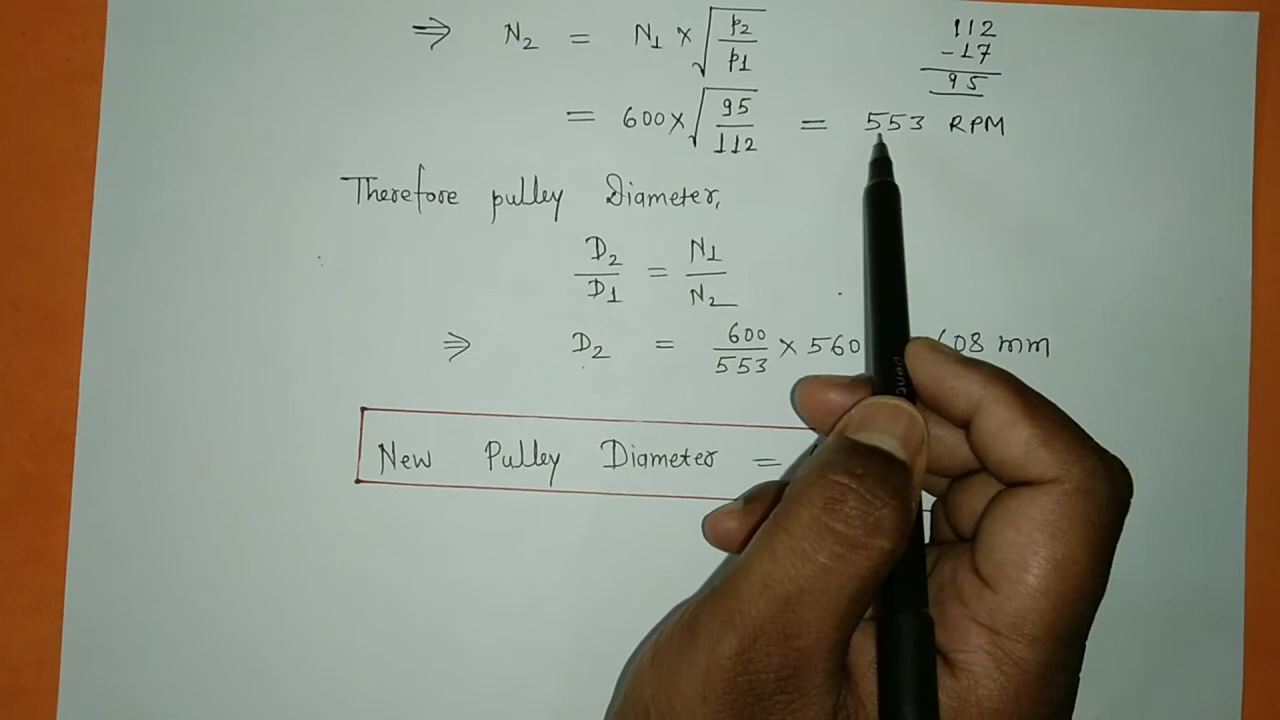 ⇒ N₂ = N₁ × √(p₂/p₁)
112
-17
95
= 600 × √(95/112) = 553 RPM
Therefore pulley Diameter,
D₂/D₁ = N₁/N₂
⇒ D₂ = 600/553 × 560 08 mm
New Pulley Diameter =